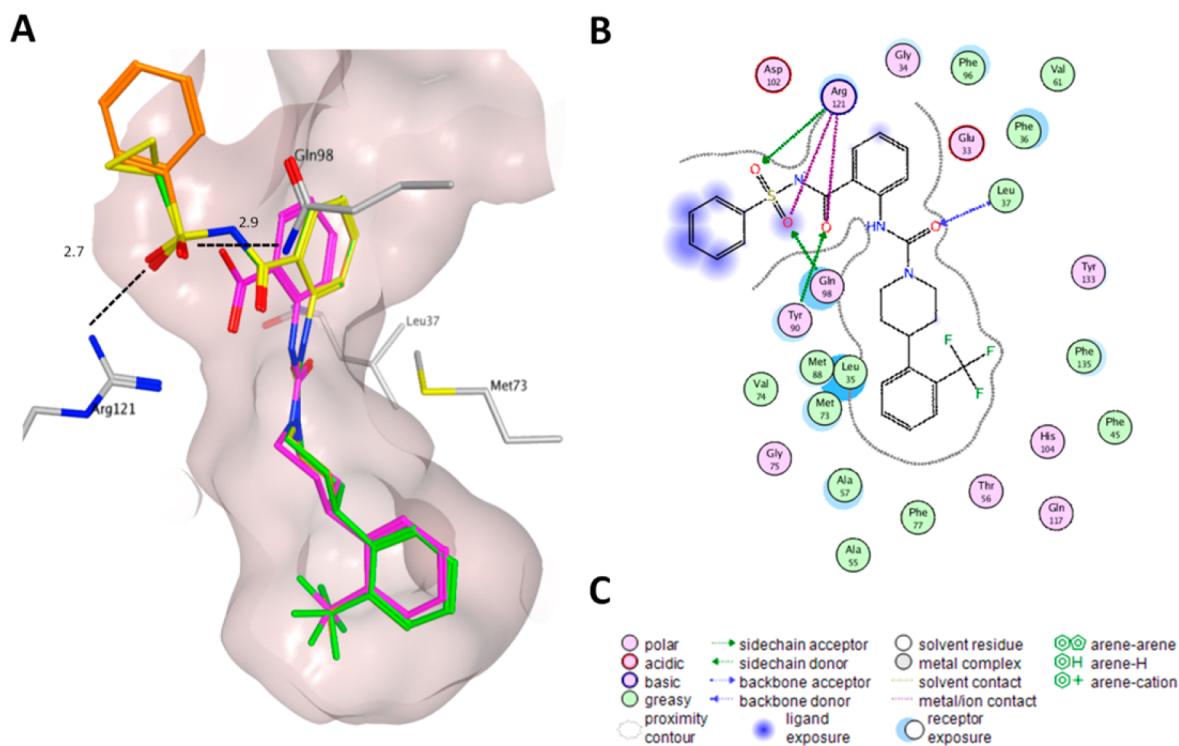 A
Gln98
2.9
2.7
Leu37
Arg121
Met73
B
Asp
102
Arg
121
Gly
34
Phe
96
Val
61
Phe
36
Glu
33
Leu
37
O
N
S
O
O
O
HN
N
Gln
98
Tyr
90
Tyr
133
Met
88
Leu
35
Met
73
Val
74
Gly
75
F
F
F
Phe
135
Phe
45
His
104
Thr
56
Gln
117
Ala
57
Phe
77
Ala
55
C
polar
acidic
basic
greasy
proximity
contour
sidechain acceptor
sidechain donor
backbone acceptor
backbone donor
ligand
exposure
solvent residue
metal complex
solvent contact
metal/ion contact
receptor
exposure
arene-arene
H arene-H
+ arene-cation